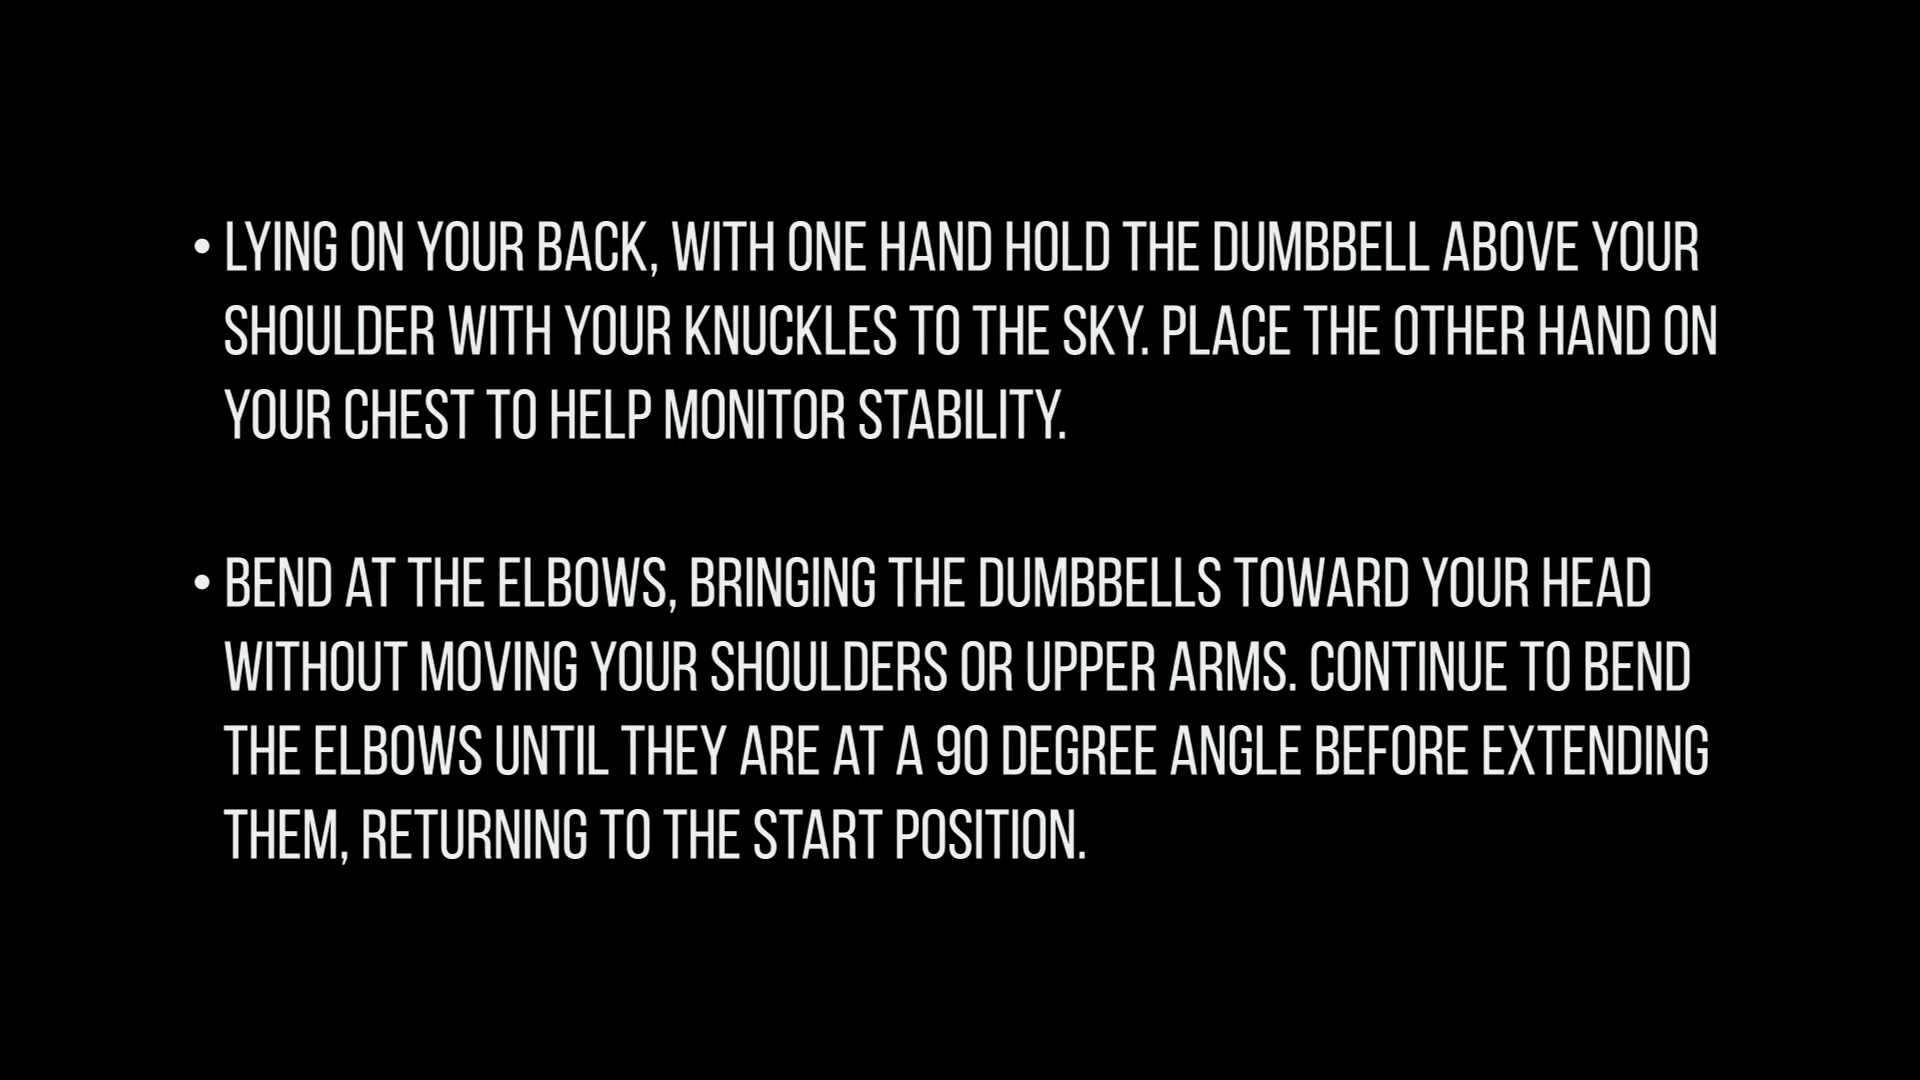 • LYING ON YOUR BACK, WITH ONE HAND HOLD THE DUMBBELL ABOVE YOUR
SHOULDER WITH YOUR KNUCKLES TO THE SKY. PLACE THE OTHER HAND ON
YOUR CHEST TO HELP MONITOR STABILITY.
• BEND AT THE ELBOWS, BRINGING THE DUMBBELLS TOWARD YOUR HEAD
WITHOUT MOVING YOUR SHOULDERS OR UPPER ARMS. CONTINUE TO BEND
THE ELBOWS UNTIL THEY ARE AT A 90 DEGREE ANGLE BEFORE EXTENDING
THEM, RETURNING TO THE START POSITION.